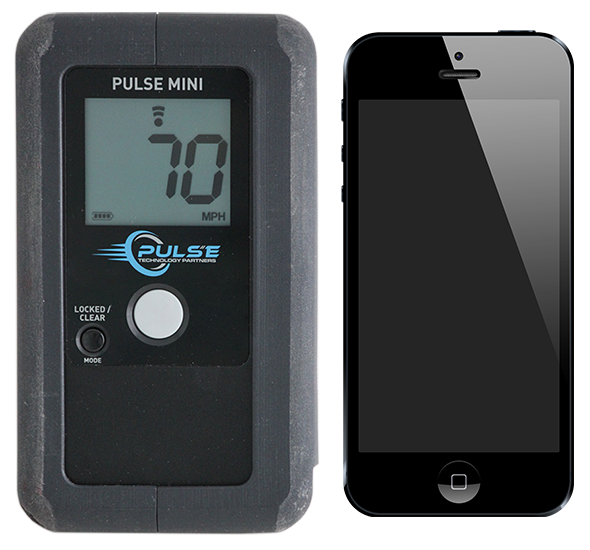 PULSE MINI
70
MPH
PULSE
TECHNOLOGY PARTNERS
LOCKED /
CLEAR
MODE